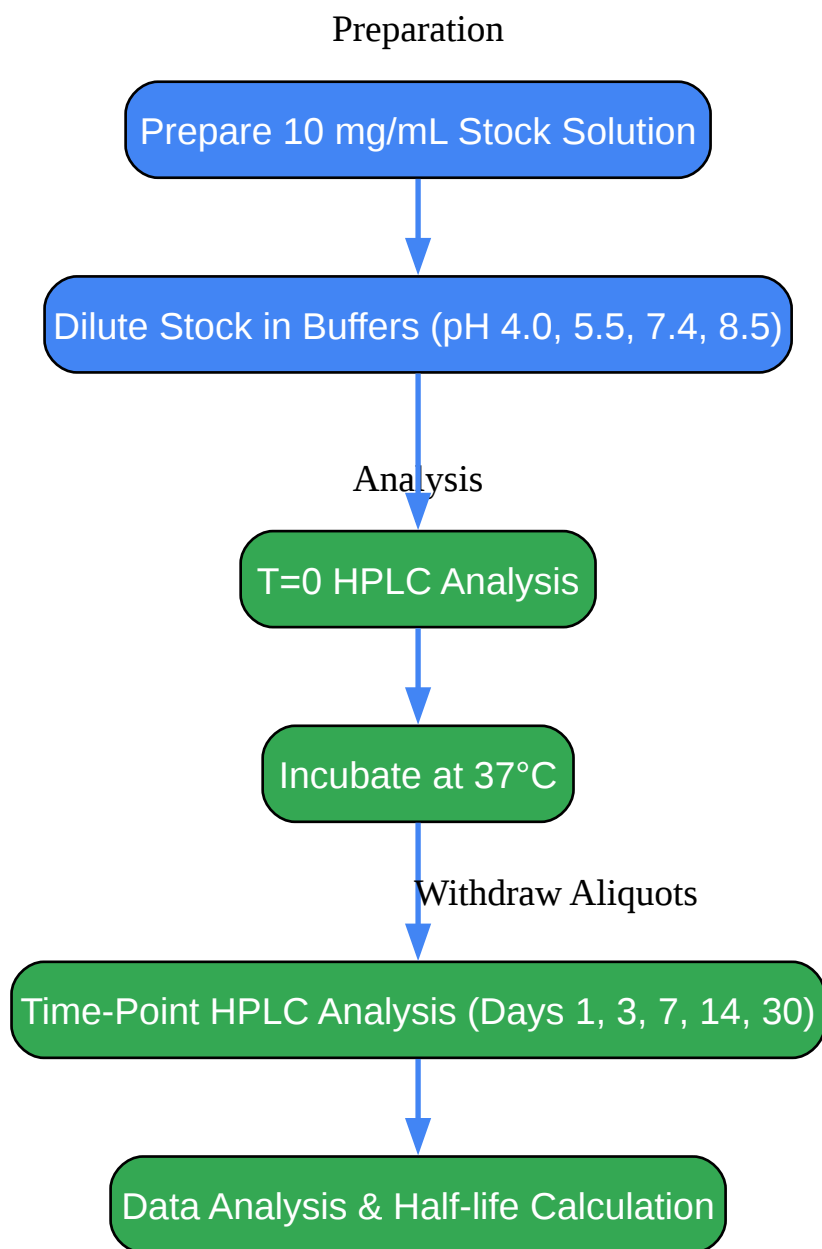 Preparation
Prepare 10 mg/mL Stock Solution
Dilute Stock in Buffers (pH 4.0, 5.5, 7.4, 8.5)
Analysis
T=0 HPLC Analysis
Incubate at 37°C
Withdraw Aliquots
Time-Point HPLC Analysis (Days 1, 3, 7, 14, 30)
Data Analysis & Half-life Calculation